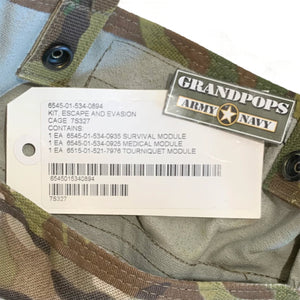 GRANDPOPS
ARMY NAVY
6545-01-534-0894
KIT, ESCAPE AND EVASION
CAGE 7S327
CONTAINS:
1 EA 6545-01-534-0935 SURVIVAL MODULE
1 EA 6545-01-534-0925 MEDICAL MODULE
1 EA 6515-01-521-7976 TOURNIQUET MODULE
6545015340894
7S327